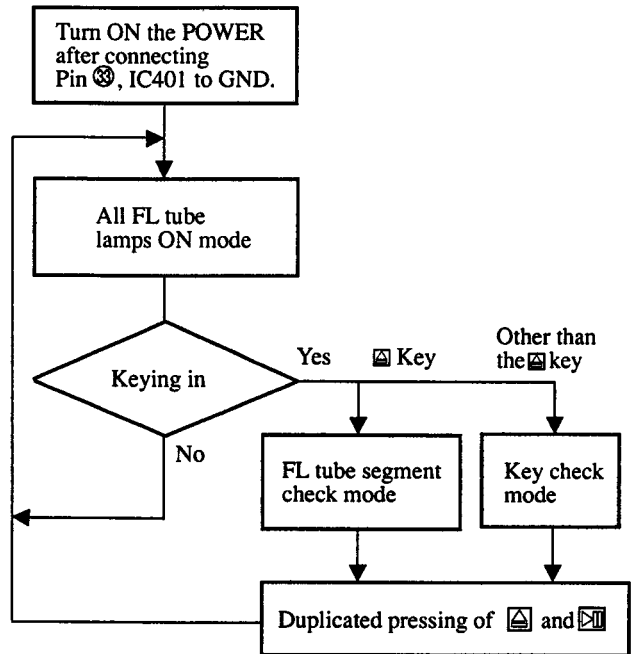 Turn ON the POWER
after connecting
Pin ㉝, IC401 to GND.
All FL tube
lamps ON mode
Keying in
Yes
⏏ Key
Other than
the ⏏ key
No
FL tube segment
check mode
Key check
mode
Duplicated pressing of ⏏ and ⏯